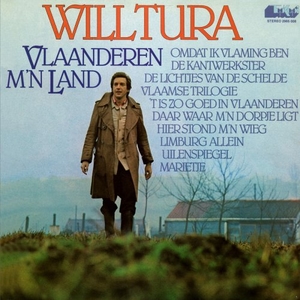 WILL TURA
VLAANDEREN
M'N LAND
OMDAT IK VLAMING BEN
DE KANTWERKSTER
DE LICHTJES VAN DE SCHELDE
VLAAMSE TRILOGIE
'T IS ZO GOED IN VLAANDEREN
DAAR WAAR M'N DORPJE LIGT
HIER STOND M'N WIEG
LIMBURG ALLEIN
UILENSPIEGEL
MARIETJE